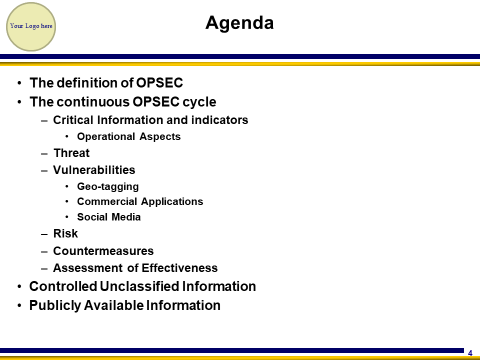 Your Logo here
Agenda
• The definition of OPSEC
• The continuous OPSEC cycle
– Critical Information and indicators
• Operational Aspects
– Threat
– Vulnerabilities
• Geo-tagging
• Commercial Applications
• Social Media
– Risk
– Countermeasures
– Assessment of Effectiveness
• Controlled Unclassified Information
• Publicly Available Information
4